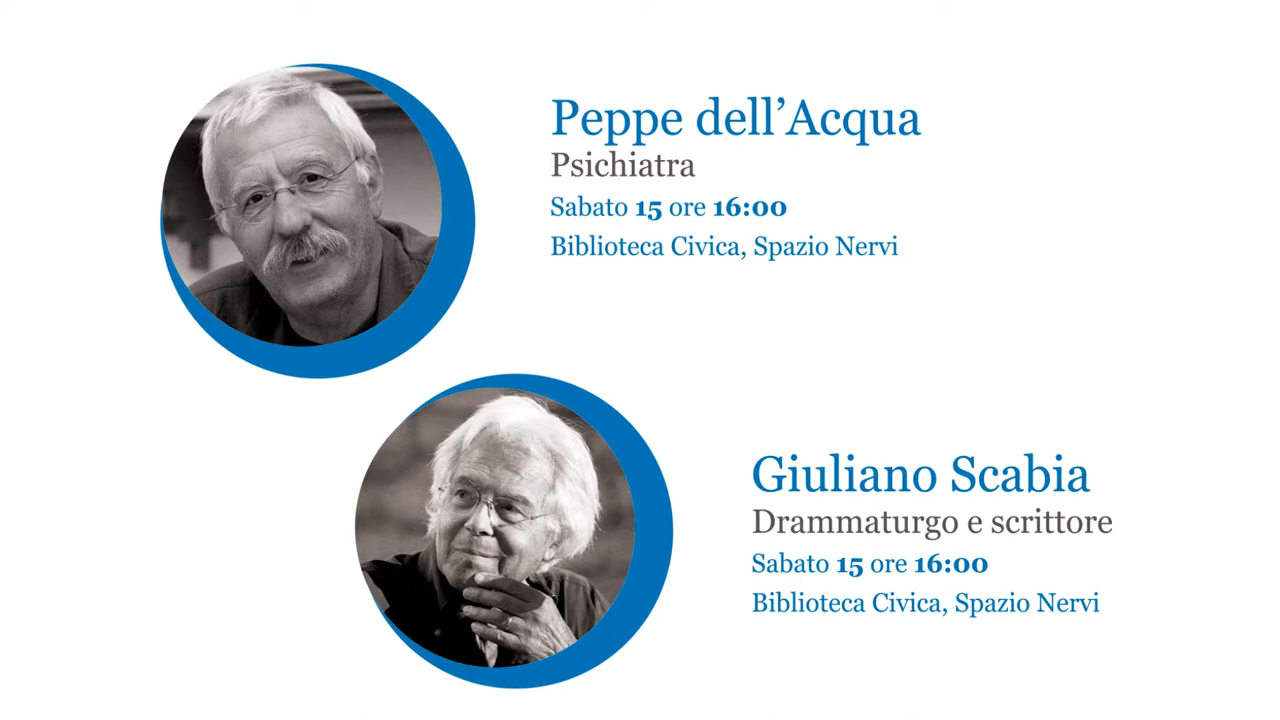 Peppe dell’Acqua
Psichiatra
Sabato 15 ore 16:00
Biblioteca Civica, Spazio Nervi
Giuliano Scabia
Drammaturgo e scrittore
Sabato 15 ore 16:00
Biblioteca Civica, Spazio Nervi